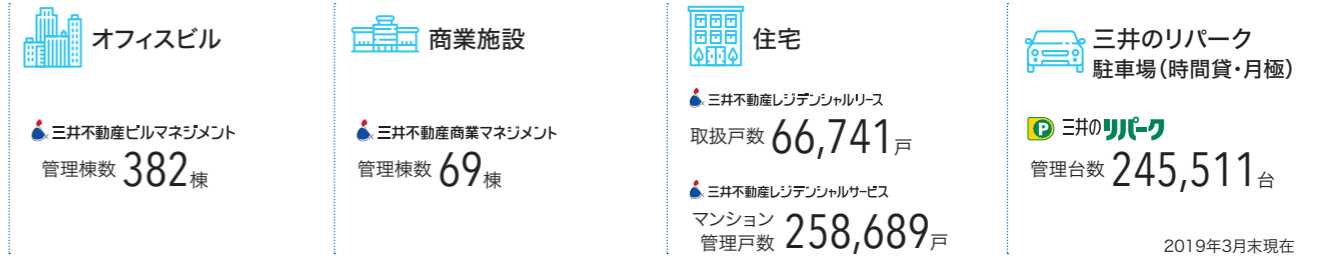 オフィスビル
三井不動産ビルマネジメント
管理棟数 382棟
商業施設
三井不動産商業マネジメント
管理棟数 69棟
住宅
三井不動産レジデンシャルリース
取扱戸数 66,741戸
三井不動産レジデンシャルサービス
マンション
管理戸数 258,689戸
三井のリパーク
駐車場（時間貸・月極）
P 三井のリパーク
管理台数 245,511台
2019年3月末現在